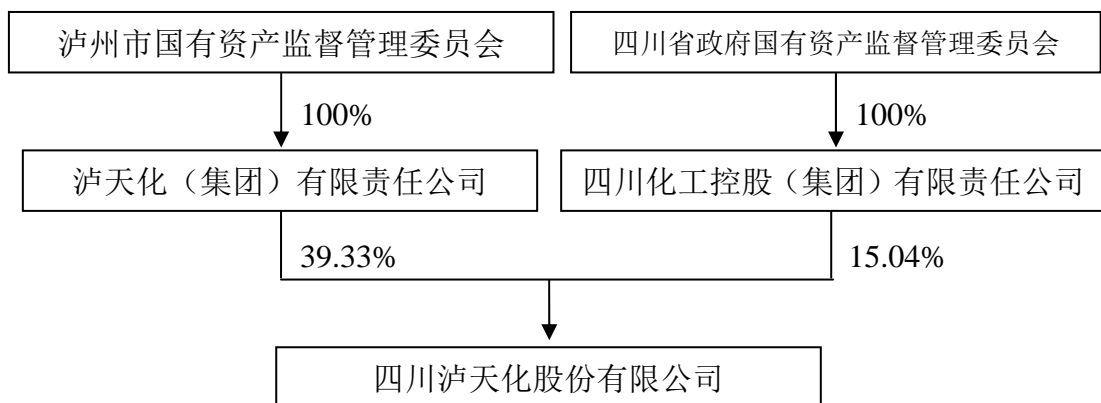 泸州市国有资产监督管理委员会
四川省政府国有资产监督管理委员会
100%
100%
泸天化（集团）有限责任公司
四川化工控股（集团）有限责任公司
39.33%
15.04%
四川泸天化股份有限公司